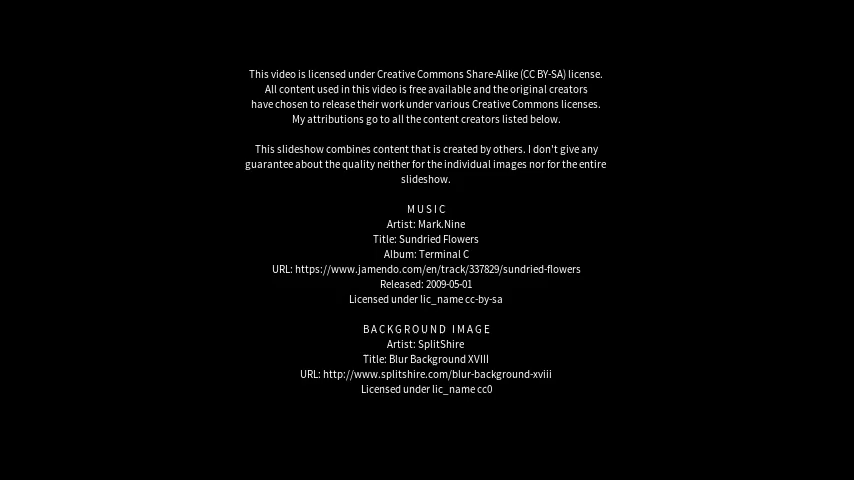 This video is licensed under Creative Commons Share-Alike (CC BY-SA) license.
All content used in this video is free available and the original creators
have chosen to release their work under various Creative Commons licenses.
My attributions go to all the content creators listed below.
This slideshow combines content that is created by others. I don't give any
guarantee about the quality neither for the individual images nor for the entire
slideshow.
MUSIC
Artist: Mark.Nine
Title: Sundried Flowers
Album: Terminal C
URL: https://www.jamendo.com/en/track/337829/sundried-flowers
Released: 2009-05-01
Licensed under lic_name cc-by-sa
BACKGROUND IMAGE
Artist: SplitShire
Title: Blur Background XVIII
URL: http://www.splitshire.com/blur-background-xviii
Licensed under lic_name cc0